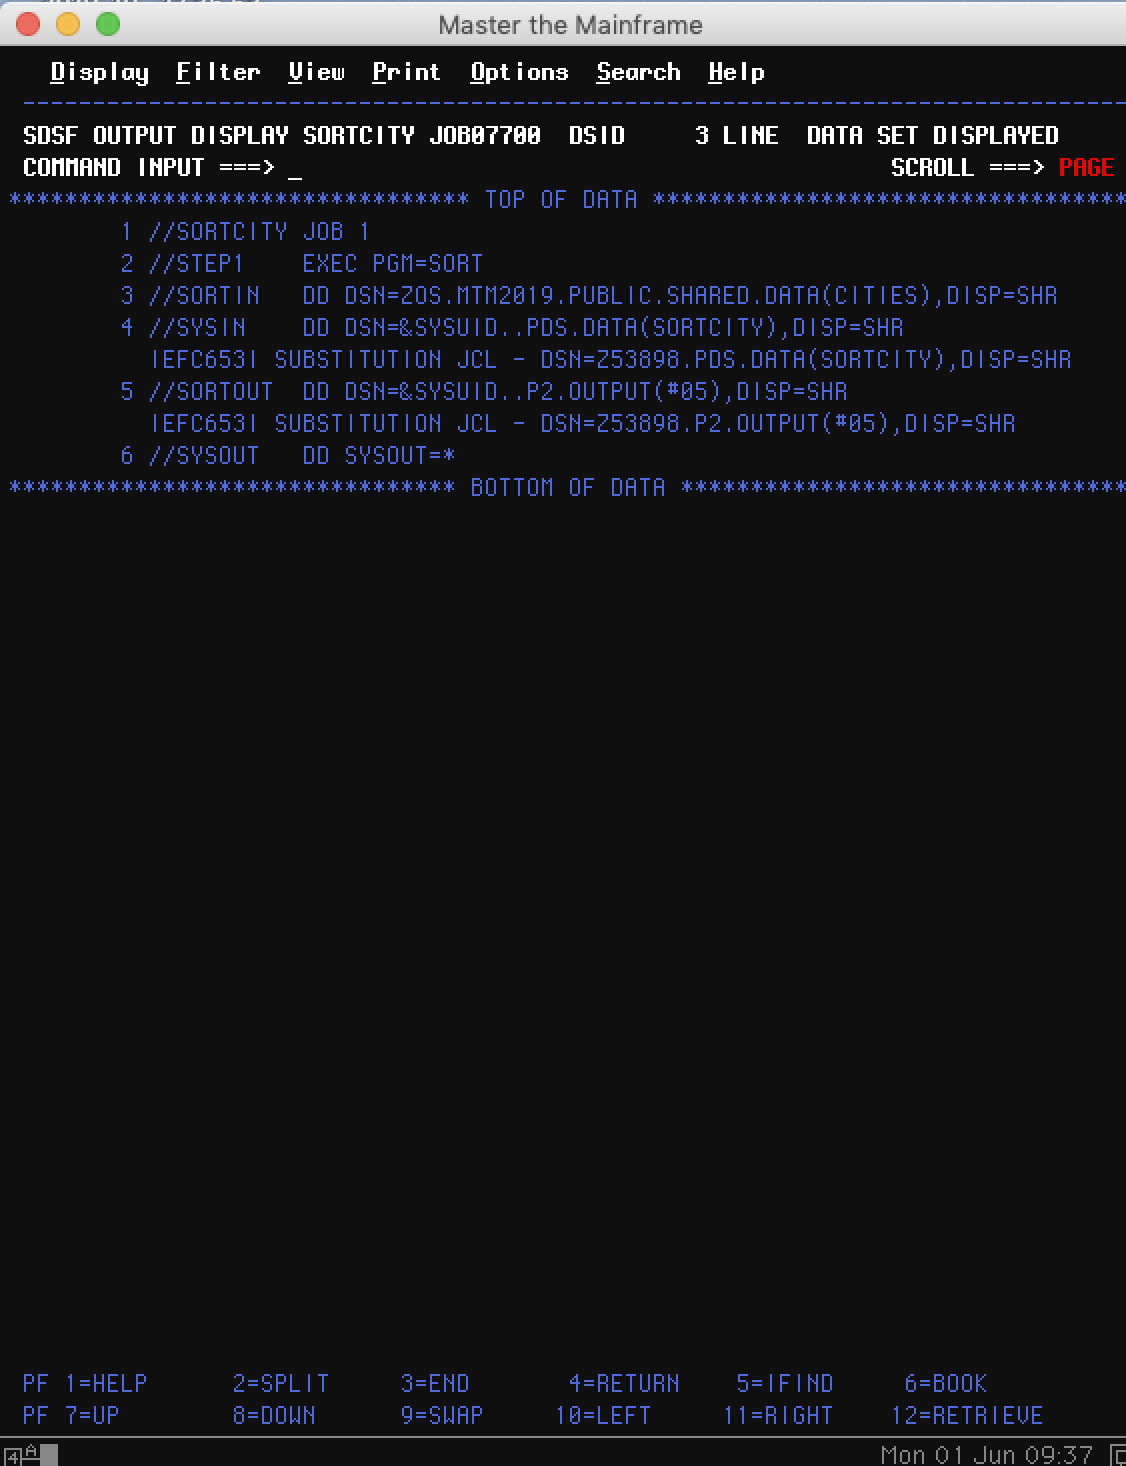 Master the Mainframe
Display Filter View Print Options Search Help
--------------------------------------------------------------------------------
SDSF OUTPUT DISPLAY SORTCITY JOB07700  DSID     3 LINE  DATA SET DISPLAYED
COMMAND INPUT ===> _                                            SCROLL ===> PAGE
********************************* TOP OF DATA **********************************
        1 //SORTCITY JOB 1
        2 //STEP1    EXEC PGM=SORT
        3 //SORTIN   DD DSN=ZOS.MTM2019.PUBLIC.SHARED.DATA(CITIES),DISP=SHR
        4 //SYSIN    DD DSN=&SYSUID..PDS.DATA(SORTCITY),DISP=SHR
          IEFC653I SUBSTITUTION JCL - DSN=Z53898.PDS.DATA(SORTCITY),DISP=SHR
        5 //SORTOUT  DD DSN=&SYSUID..P2.OUTPUT(#05),DISP=SHR
          IEFC653I SUBSTITUTION JCL - DSN=Z53898.P2.OUTPUT(#05),DISP=SHR
        6 //SYSOUT   DD SYSOUT=*
******************************** BOTTOM OF DATA ********************************
PF 1=HELP      2=SPLIT     3=END       4=RETURN    5=IFIND     6=BOOK
PF 7=UP        8=DOWN      9=SWAP     10=LEFT     11=RIGHT    12=RETRIEVE
4 A Mon 01 Jun 09:37